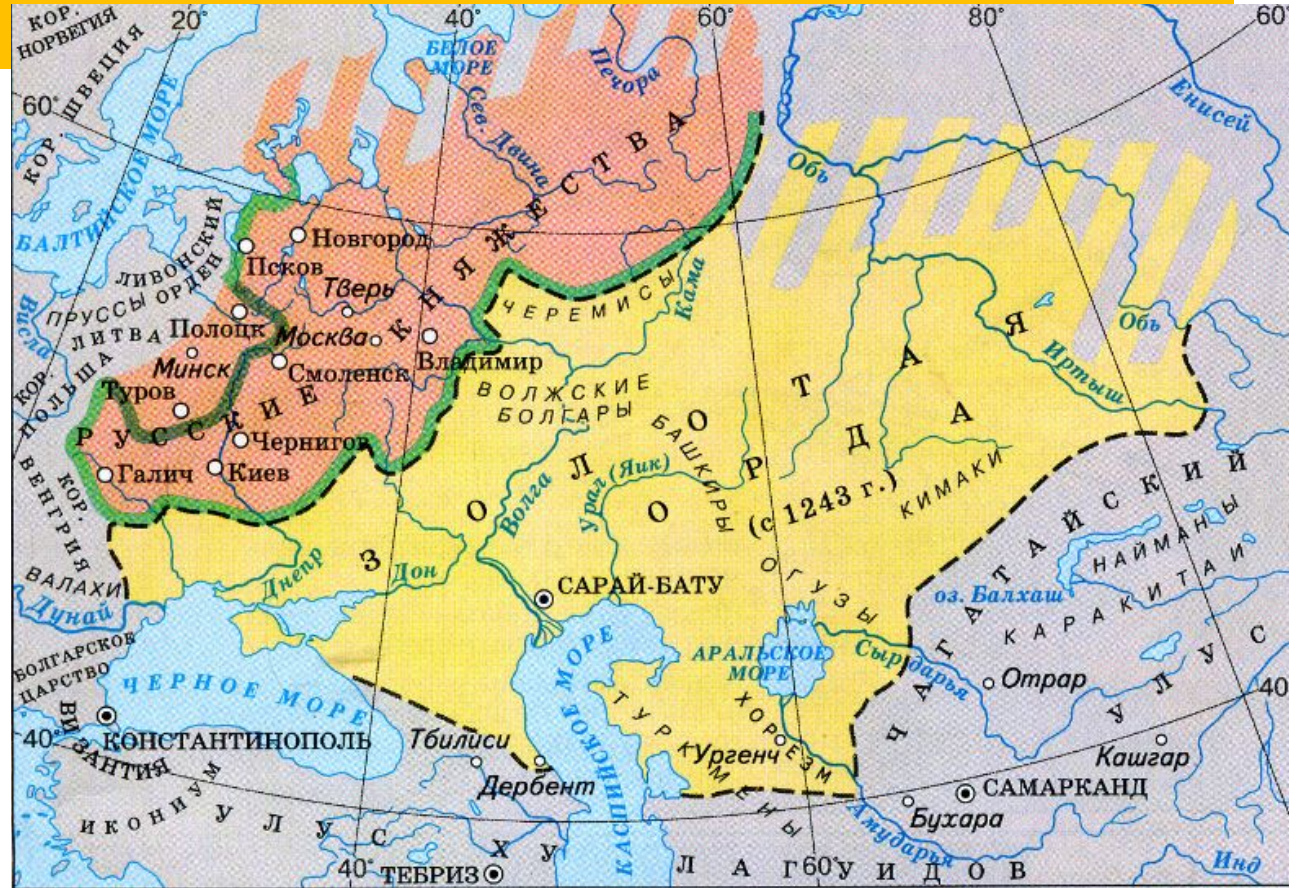 КОР.
НОРВЕГИЯ
20°
40°
60°
80°
60°
КОР. ШВЕЦИЯ
60°
БЕЛОЕ
МОРЕ
Печора
Сев. Двина
Енисей
Обь
БАЛТИЙСКОЕ МОРЕ
РУССКИЕ КНЯЖЕСТВА
Новгород
Псков
ЛИВОНСКИЙ
ОРДЕН
ПРУССЫ
Тверь
ЧЕРЕМИСЫ
Кама
Висла
ЛИТВА
Полоцк
Москва
Владимир
Минск
Смоленск
КОР.
ПОЛЬША
Туров
ВОЛЖСКИЕ
БОЛГАРЫ
Обь
Иртыш
ЗОЛОТАЯ
ОРДА
(с 1243 г.)
БАШКИРЫ
КИМАКИ
Чернигов
Галич
Киев
КОР.
ВЕНГРИЯ
Волга
Урал (Яик)
ОГУЗЫ
Днепр
Дон
САРАЙ-БАТУ
ВАЛАХИ
Дунай
БОЛГАРСКОЕ
ЦАРСТВО
ЧЕРНОЕ МОРЕ
АРАЛЬСКОЕ
МОРЕ
Сырдарья
оз. Балхаш
НАЙМАНЫ
КАРАКИТАИ
ЧАГАТАЙСКИЙ
УЛУС
Отрар
40°
40°
ВИЗАНТИЯ
КОНСТАНТИНОПОЛЬ
Тбилиси
Дербент
КАСПИЙСКОЕ МОРЕ
ТУРКМЕНЫ
ХОРЕЗМ
Ургенч
Кашгар
САМАРКАНД
Бухара
Амударья
ИКОНИУМ
УЛУС ХУЛАГУИДОВ
40°
ТЕБРИЗ
60°
Инд